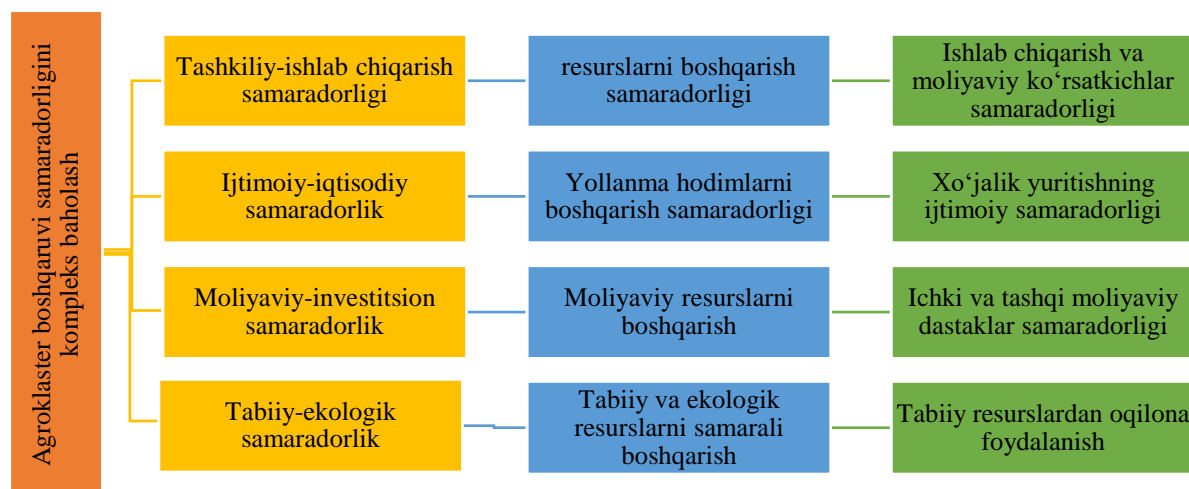 Agroklaster boshqaruvi samaradorligini
kompleks baholash
Tashkiliy-ishlab chiqarish
samaradorligi
resurslarni boshqarish
samaradorligi
Ishlab chiqarish va
moliyaviy ko‘rsatkichlar
samaradorligi
Ijtimoiy-iqtisodiy
samaradorlik
Yollanma hodimlarni
boshqarish samaradorligi
Xo‘jalik yuritishning
ijtimoiy samaradorligi
Moliyaviy-investitsion
samaradorlik
Moliyaviy resurslarni
boshqarish
Ichki va tashqi moliyaviy
dastaklar samaradorligi
Tabiiy-ekologik
samaradorlik
Tabiiy va ekologik
resurslarni samarali
boshqarish
Tabiiy resurslardan oqilona
foydalanish